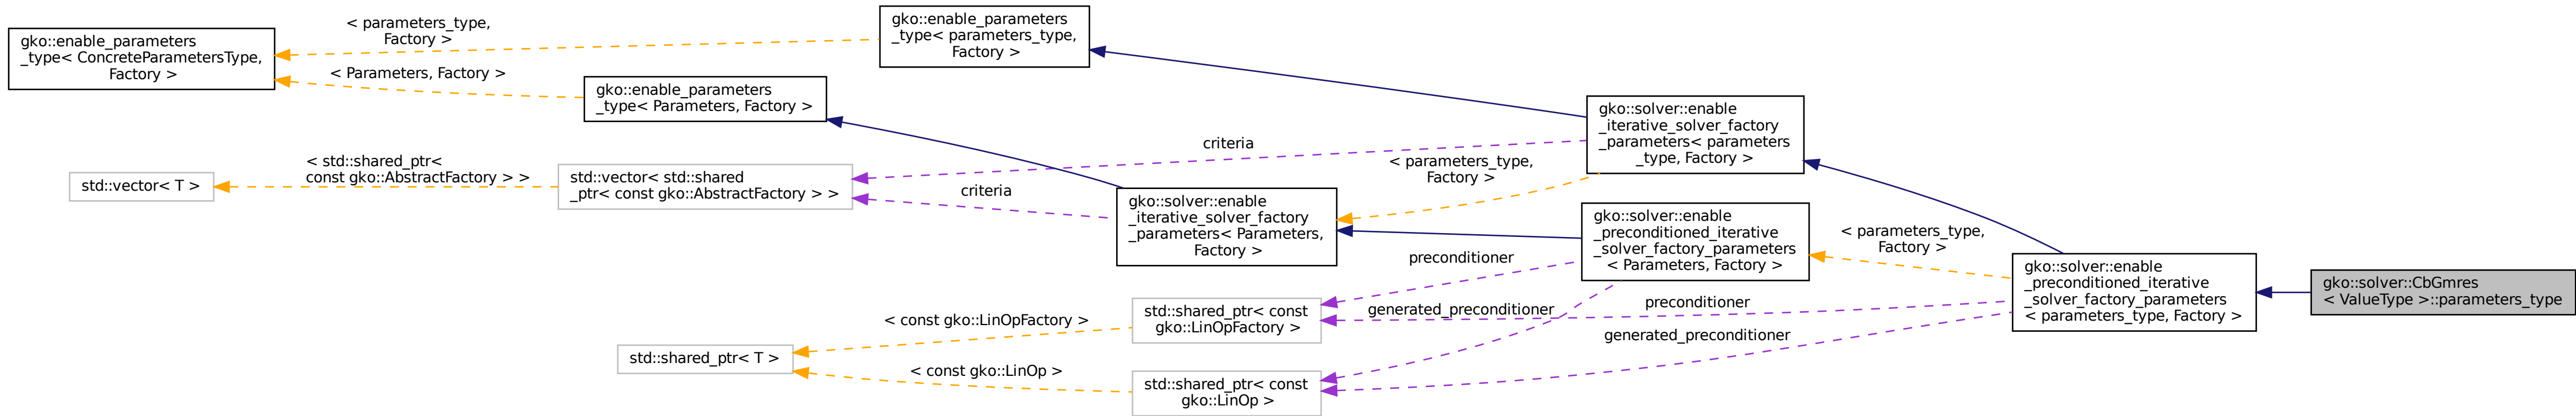 gko::enable_parameters
_type< ConcreteParametersType,
Factory >
< parameters_type,
Factory >
< Parameters, Factory >
gko::enable_parameters
_type< parameters_type,
Factory >
gko::enable_parameters
_type< Parameters, Factory >
std::vector< T >
< std::shared_ptr<
const gko::AbstractFactory > >
std::vector< std::shared
_ptr< const gko::AbstractFactory > >
criteria
criteria
gko::solver::enable
_iterative_solver_factory
_parameters< parameters
_type, Factory >
< parameters_type,
Factory >
gko::solver::enable
_iterative_solver_factory
_parameters< Parameters,
Factory >
gko::solver::enable
_preconditioned_iterative
_solver_factory_parameters
< Parameters, Factory >
< parameters_type,
Factory >
gko::solver::enable
_preconditioned_iterative
_solver_factory_parameters
< parameters_type, Factory >
gko::solver::CbGmres
< ValueType >::parameters_type
preconditioner
generated_preconditioner
preconditioner
generated_preconditioner
std::shared_ptr< const
gko::LinOpFactory >
< const gko::LinOpFactory >
std::shared_ptr< T >
< const gko::LinOp >
std::shared_ptr< const
gko::LinOp >